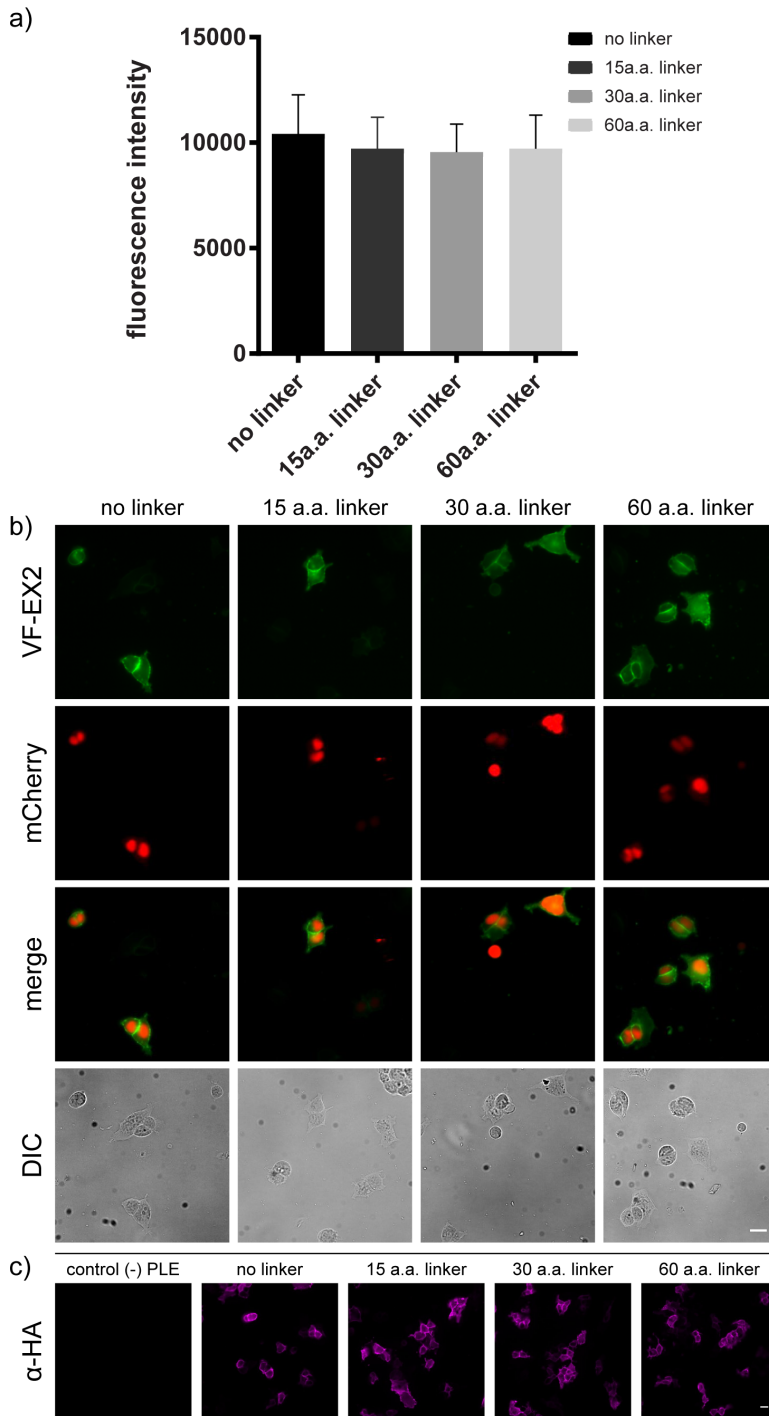 a)
fluorescence intensity
15000
10000
5000
0
no linker
15a.a. linker
30a.a. linker
60a.a. linker
no linker
15a.a. linker
30a.a. linker
60a.a. linker
b)
no linker
15 a.a. linker
30 a.a. linker
60 a.a. linker
VF-EX2
mCherry
merge
DIC
c)
control (-) PLE
no linker
15 a.a. linker
30 a.a. linker
60 a.a. linker
α-HA